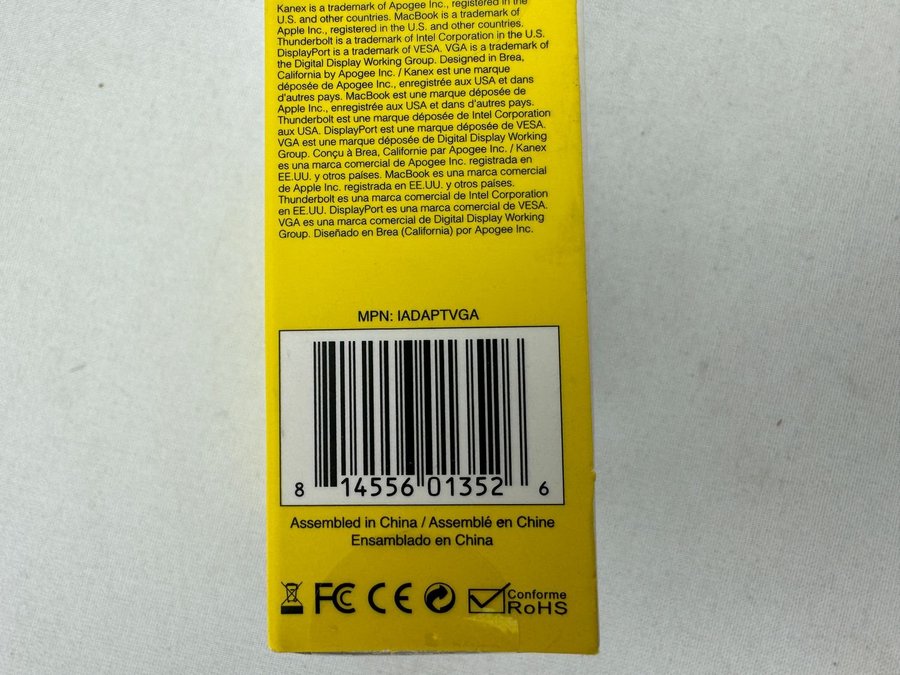 Kanex is a trademark of Apogee Inc., registered in the
U.S. and other countries. MacBook is a trademark of
Apple Inc., registered in the U.S. and other countries.
Thunderbolt is a trademark of Intel Corporation in the U.S.
DisplayPort is a trademark of VESA. VGA is a trademark of
the Digital Display Working Group. Designed in Brea,
California by Apogee Inc. / Kanex est une marque
déposée de Apogee Inc., enregistrée aux USA et dans
d'autres pays. MacBook est une marque déposée de
Apple Inc., enregistrée aux USA et dans d'autres pays.
Thunderbolt est une marque déposée de Intel Corporation
aux USA. DisplayPort est une marque déposée de VESA.
VGA est une marque déposée de Digital Display Working
Group. Conçu à Brea, Californie par Apogee Inc. / Kanex
es una marca comercial de Apogee Inc. registrada en
EE.UU. y otros países. MacBook es una marca comercial
de Apple Inc. registrada en EE.UU. y otros países.
Thunderbolt es una marca comercial de Intel Corporation
en EE.UU. DisplayPort es una marca comercial de VESA.
VGA es una marca comercial de Digital Display Working
Group. Diseñado en Brea (California) por Apogee Inc.
MPN: IADAPTVGA
8 14556 01352 6
Assembled in China / Assemblé en Chine
Ensamblado en China
FC CE Conforme
RoHS